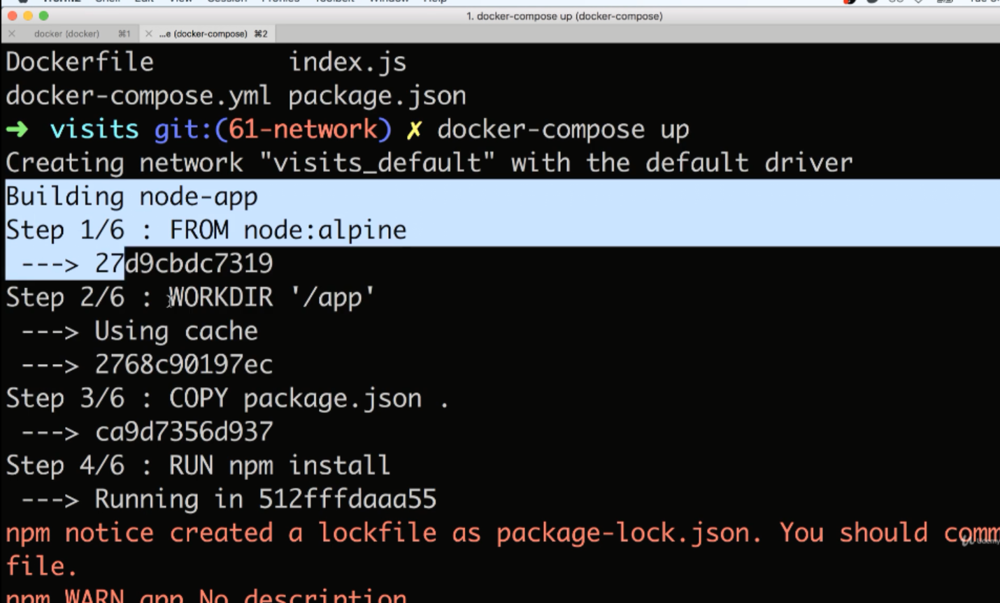 1. docker-compose up (docker-compose)
docker (docker) ⌘1 ...e (docker-compose) ⌘2
Dockerfile index.js
docker-compose.yml package.json
➜ visits git:(61-network) ✗ docker-compose up
Creating network "visits_default" with the default driver
Building node-app
Step 1/6 : FROM node:alpine
---> 27d9cbdc7319
Step 2/6 : WORKDIR '/app'
---> Using cache
---> 2768c90197ec
Step 3/6 : COPY package.json .
---> ca9d7356d937
Step 4/6 : RUN npm install
---> Running in 512fffdaaa55
npm notice created a lockfile as package-lock.json. You should comm
file.
npm WARN app No description
Udemy